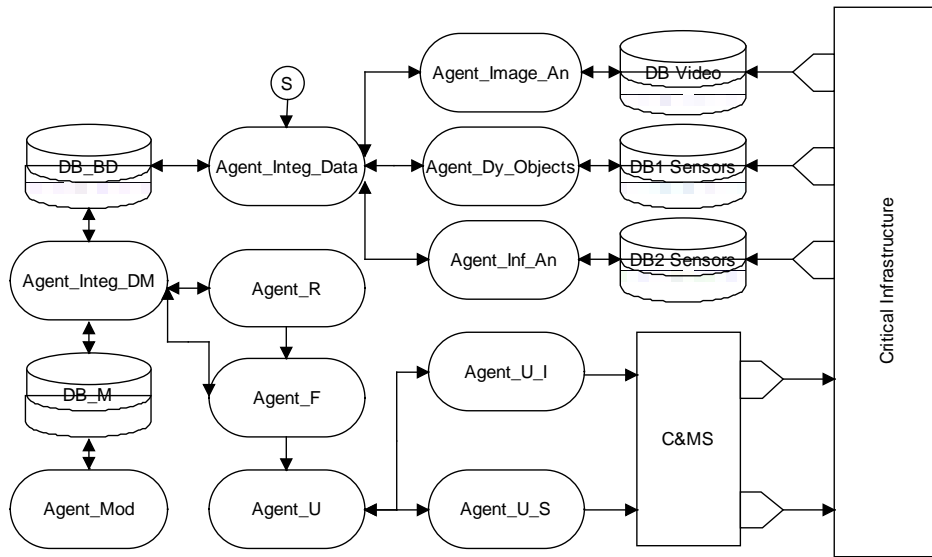 Agent_Image_An
DB Video
S
DB_BD
Agent_Integ_Data
Agent_Dy_Objects
DB1 Sensors
Agent_Inf_An
DB2 Sensors
Agent_Integ_DM
Agent_R
Critical Infrastructure
DB_M
Agent_F
Agent_U_I
C&MS
Agent_Mod
Agent_U
Agent_U_S